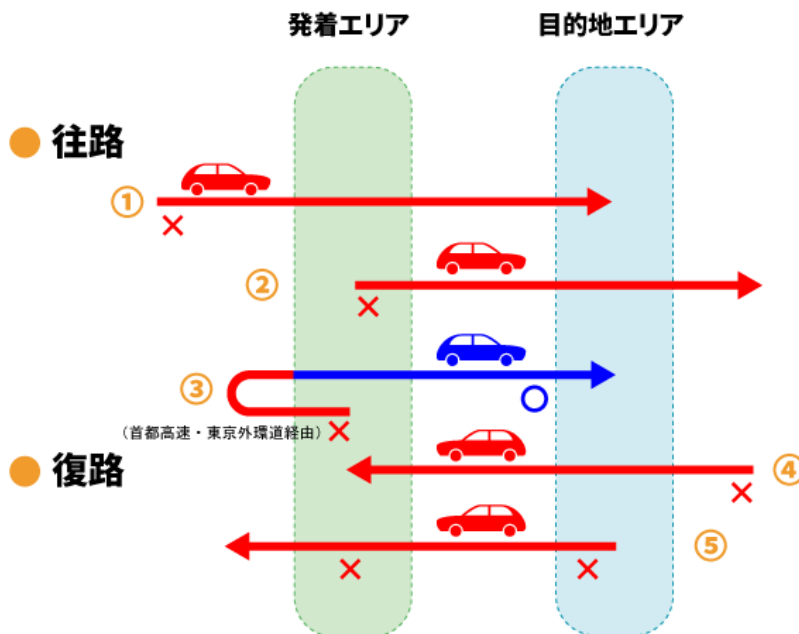 発着エリア
目的地エリア
往路
①
②
③
(首都高速・東京外環道経由)
復路
④
⑤